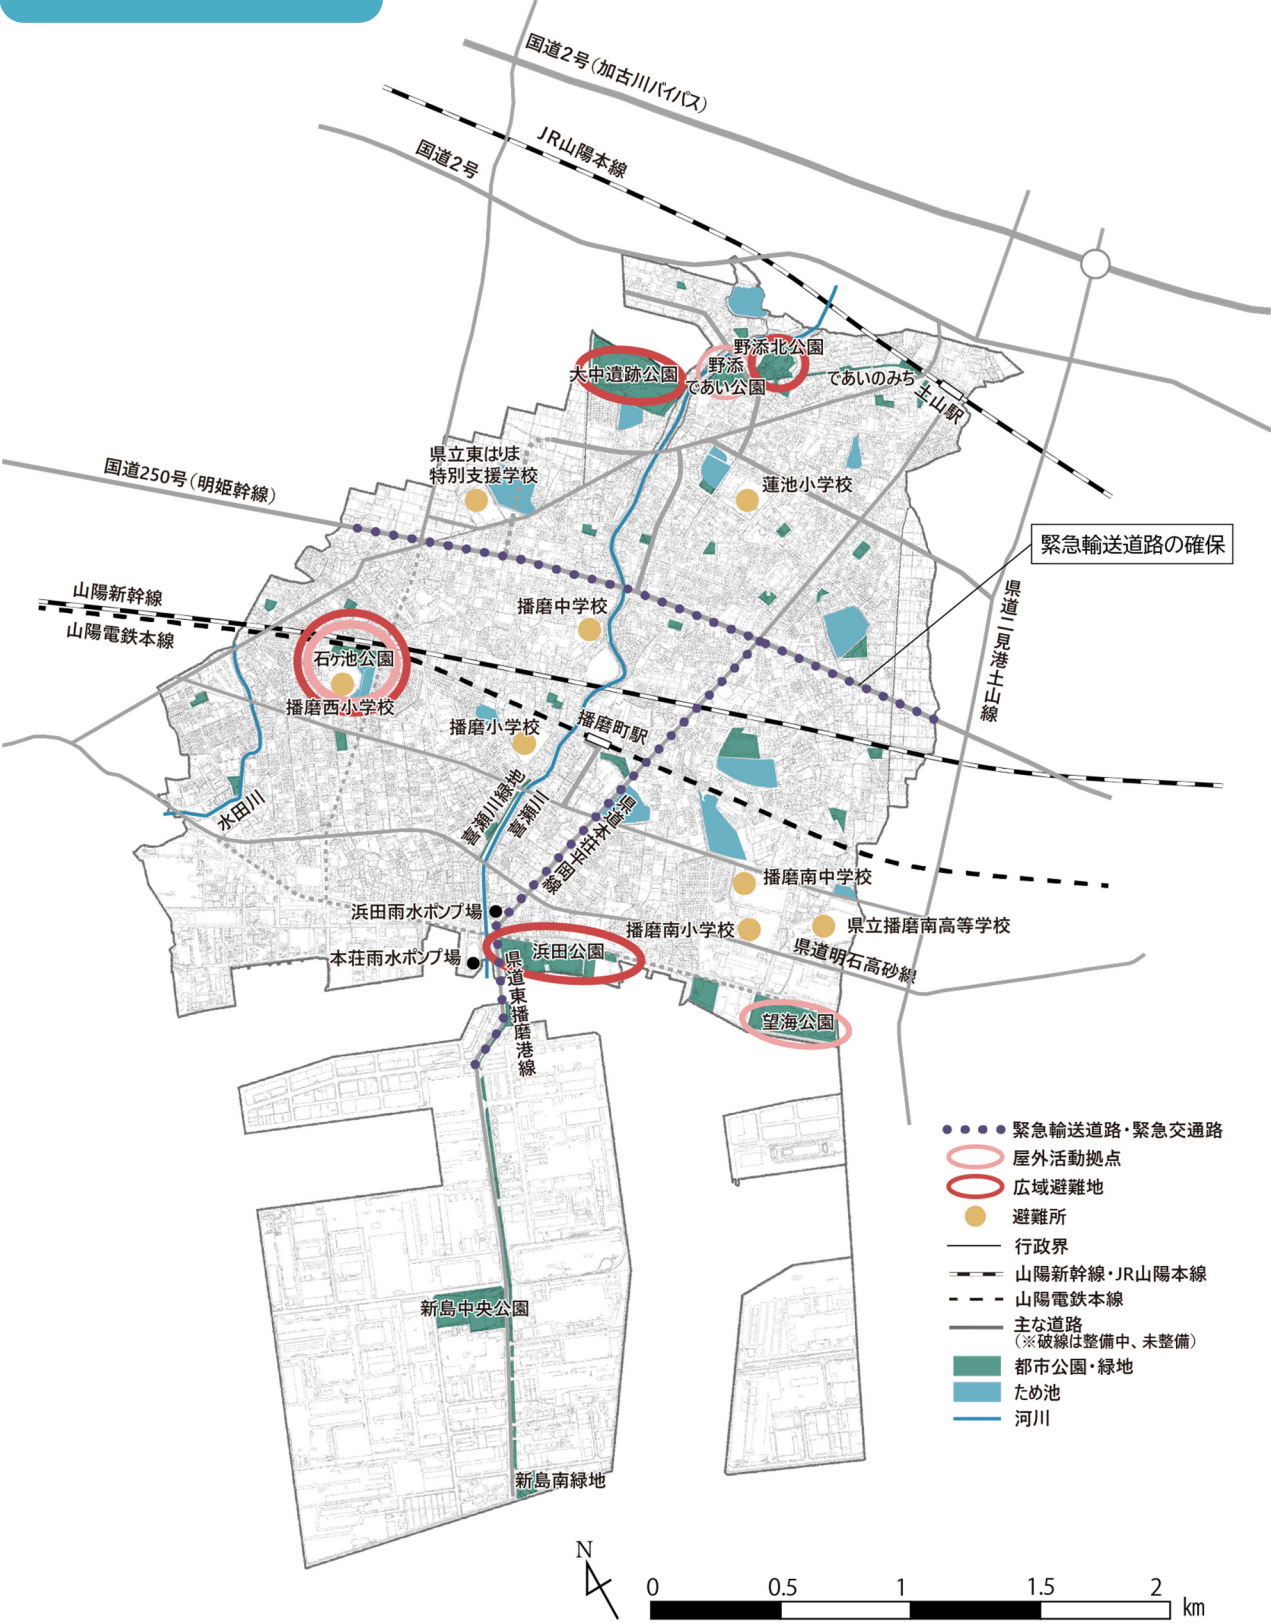 国道2号(加古川バイパス)
JR山陽本線
国道2号
野添北公園
野添
であい公園
大中遺跡公園
であいのみち
土山駅
県立東はりま
特別支援学校
国道250号(明姫幹線)
蓮池小学校
緊急輸送道路の確保
県道二見港土山線
山陽新幹線
山陽電鉄本線
播磨中学校
石ケ池公園
播磨西小学校
播磨小学校
播磨町駅
喜瀬川緑地
喜瀬川
水田川
県道本荘平岡線
播磨南中学校
浜田雨水ポンプ場
播磨南小学校
県立播磨南高等学校
本荘雨水ポンプ場
浜田公園
県道明石高砂線
県道東播磨港線
望海公園
緊急輸送道路・緊急交通路
屋外活動拠点
広域避難地
避難所
行政界
山陽新幹線・JR山陽本線
山陽電鉄本線
主な道路
(※破線は整備中、未整備)
都市公園・緑地
ため池
河川
新島中央公園
新島南緑地
N
0 0.5 1 1.5 2 km